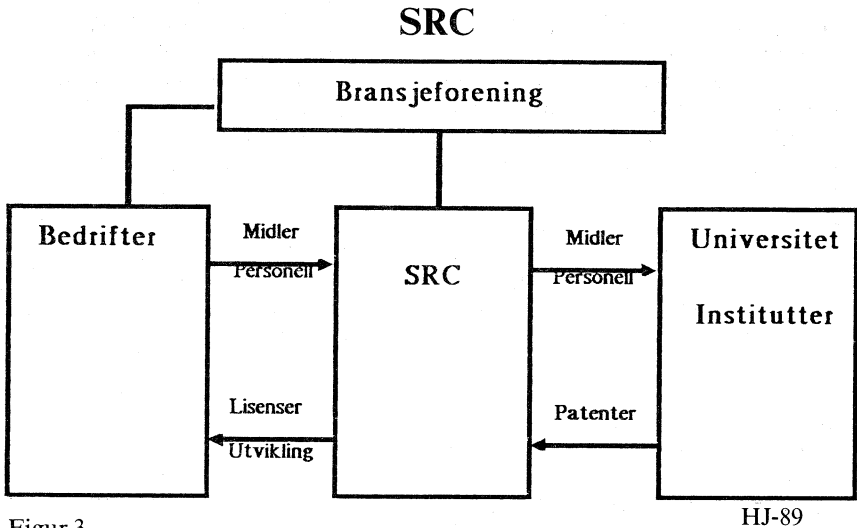 SRC
Bransjeforening
Bedrifter
Midler
Personell
SRC
Midler
Personell
Universitet
Institutter
Lisenser
Utvikling
Patenter
HJ-89
Figur 3